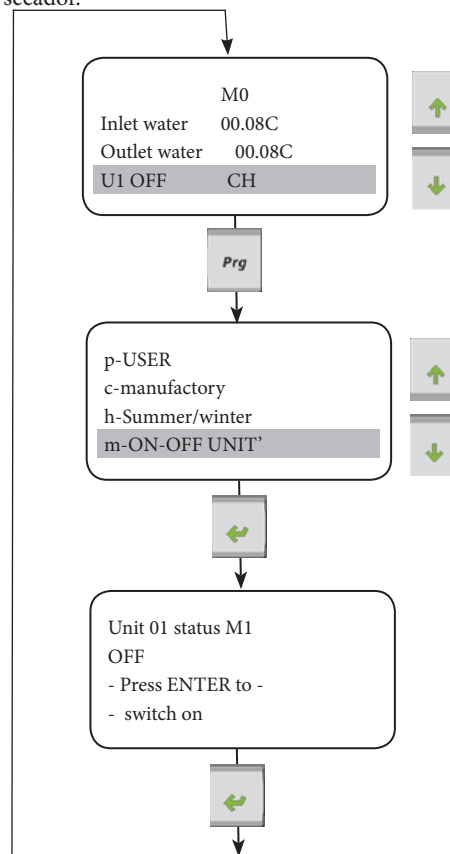 secador.
M0
Inlet water 00.08C
Outlet water 00.08C
U1 OFF CH
Prg
p-USER
c-manufactory
h-Summer/winter
m-ON-OFF UNIT’
Unit 01 status M1
OFF
- Press ENTER to -
- switch on